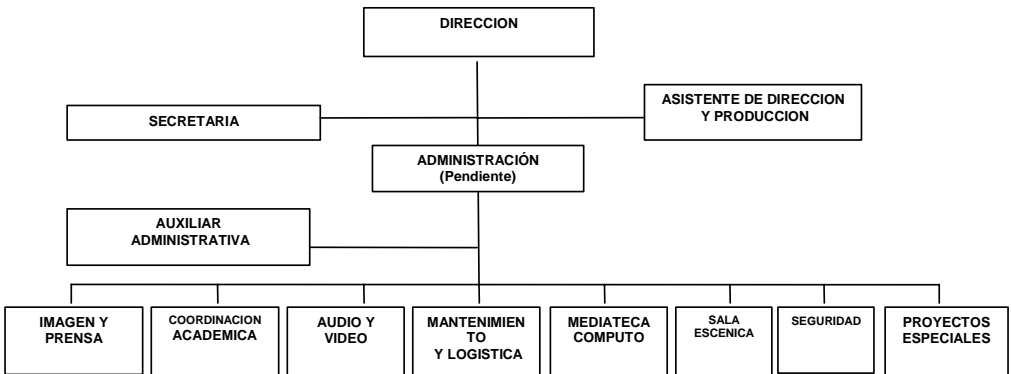 DIRECCION
SECRETARIA
ASISTENTE DE DIRECCION
Y PRODUCCION
ADMINISTRACIÓN
(Pendiente)
AUXILIAR
ADMINISTRATIVA
IMAGEN Y
PRENSA
COORDINACION
ACADEMICA
AUDIO Y
VIDEO
MANTENIMIEN
TO
Y LOGISTICA
MEDIATECA
COMPUTO
SALA
ESCENICA
SEGURIDAD
PROYECTOS
ESPECIALES